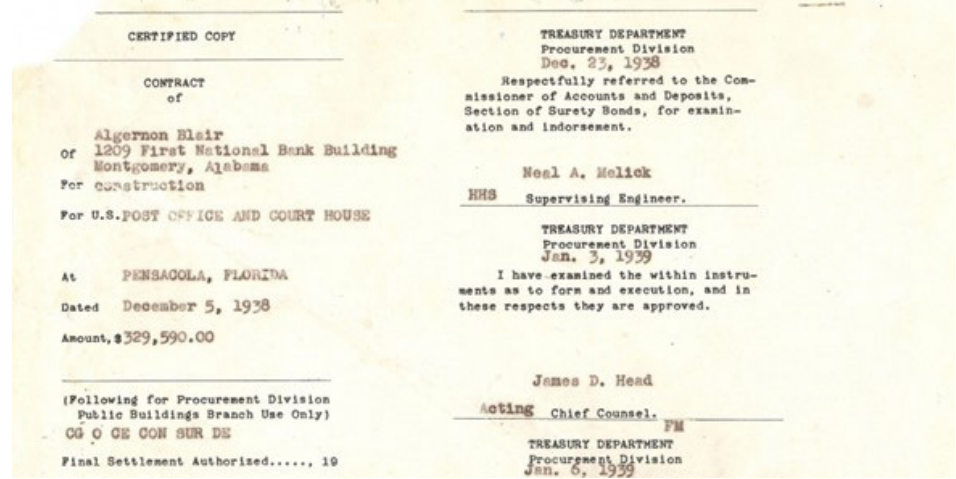 CERTIFIED COPY
CONTRACT
of
Algernon Blair
of 1209 First National Bank Building
Montgomery, Alabama
For construction
For U.S.POST OFFICE AND COURT HOUSE
At PENSACOLA, FLORIDA
Dated December 5, 1938
Amount,$329,590.00
(Following for Procurement Division
Public Buildings Branch Use Only)
CG O CE CON SUR DE
Final Settlement Authorized....., 19
TREASURY DEPARTMENT
Procurement Division
Dec. 23, 1938
Respectfully referred to the Com-
missioner of Accounts and Deposits,
Section of Surety Bonds, for examin-
ation and indorsement.
Neal A. Melick
HHS Supervising Engineer.
TREASURY DEPARTMENT
Procurement Division
Jan. 3, 1939
I have examined the within instru-
ments as to form and execution, and in
these respects they are approved.
James D. Head
Acting Chief Counsel.
FM
TREASURY DEPARTMENT
Procurement Division
Jan. 6, 1939